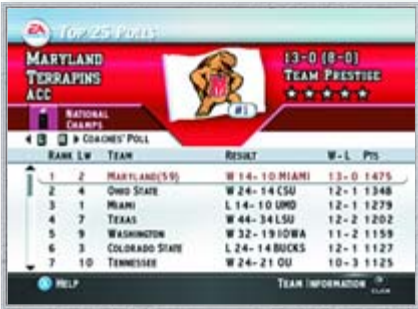 EA TOP 25 POLLS
MARYLAND TERRAPINS ACC
13-0 (8-0)
TEAM PRESTIGE
M
#1
NATIONAL CHAMPS
L R COACHES' POLL
RANK LW TEAM RESULT W-L PTS
1 2 MARYLAND(59) W 14-10 MIAMI 13-0 1475
2 4 OHIO STATE W 24-14 CSU 12-1 1348
3 1 MIAMI L 14-10 UMD 12-1 1279
4 7 TEXAS W 44-34 LSU 12-2 1202
5 9 WASHINGTON W 32-19 IOWA 11-2 1159
6 3 COLORADO STATE L 24-14 BUCKS 12-1 1127
7 10 TENNESSEE W 24-21 OU 10-3 1125
HELP
TEAM INFORMATION
CLICK